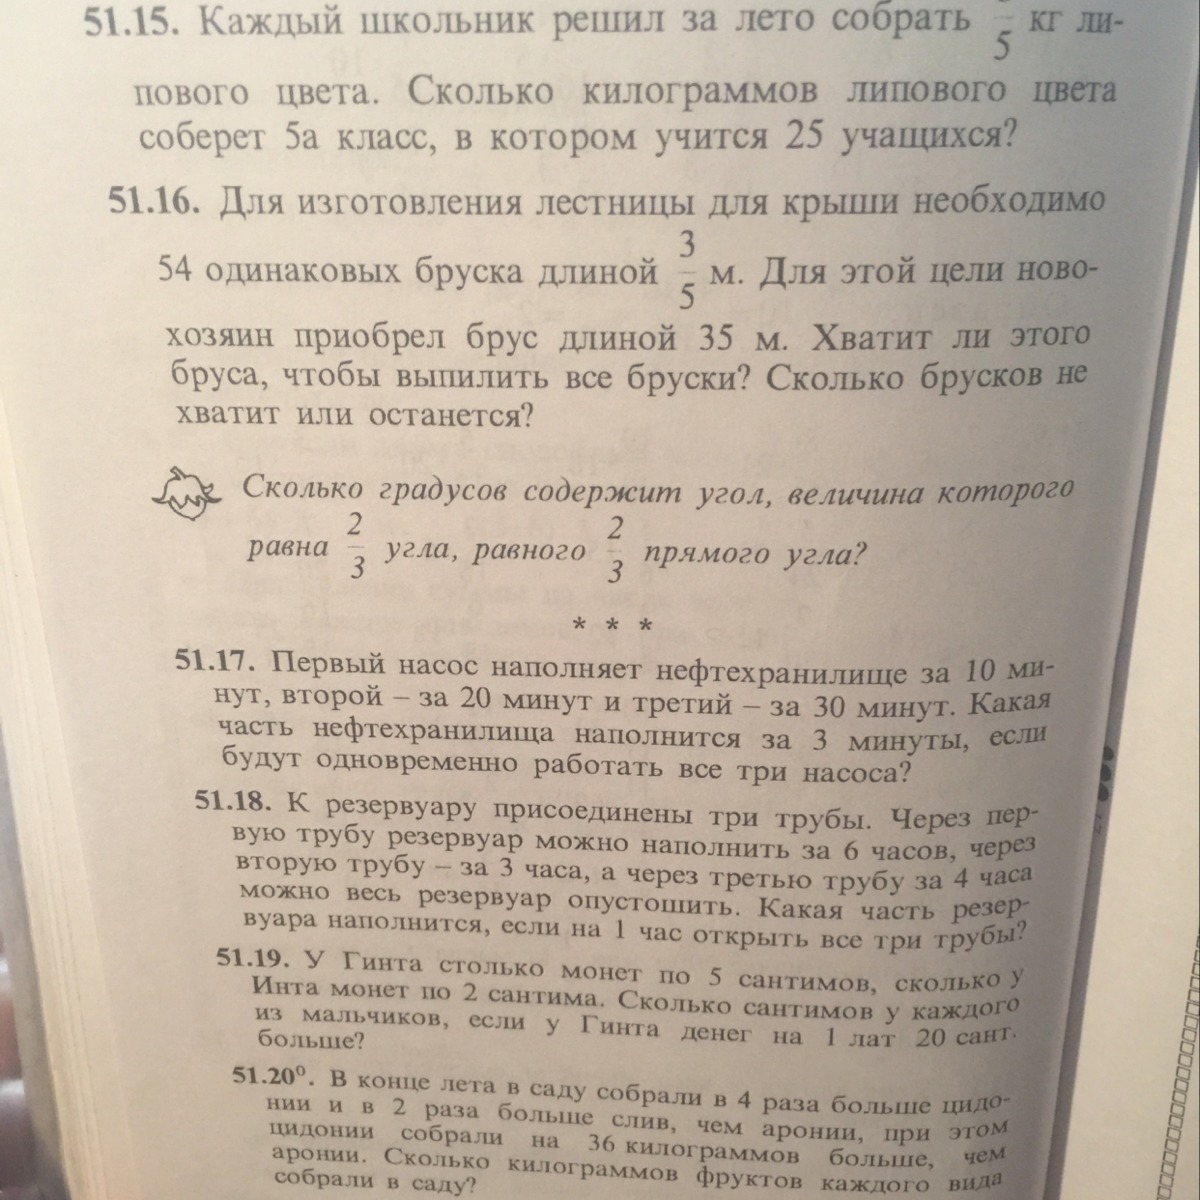 51.15. Каждый школьник решил за лето собрать /5 кг ли-
пового цвета. Сколько килограммов липового цвета
соберет 5а класс, в котором учится 25 учащихся?
51.16. Для изготовления лестницы для крыши необходимо
54 одинаковых бруска длиной 3/5 м. Для этой цели ново-
хозяин приобрел брус длиной 35 м. Хватит ли этого
бруса, чтобы выпилить все бруски? Сколько брусков не
хватит или останется?
Сколько градусов содержит угол, величина которого
равна 2/3 угла, равного 2/3 прямого угла?
* * *
51.17. Первый насос наполняет нефтехранилище за 10 ми-
нут, второй – за 20 минут и третий – за 30 минут. Какая
часть нефтехранилища наполнится за 3 минуты, если
будут одновременно работать все три насоса?
51.18. К резервуару присоединены три трубы. Через пер-
вую трубу резервуар можно наполнить за 6 часов, через
вторую трубу – за 3 часа, а через третью трубу за 4 часа
можно весь резервуар опустошить. Какая часть резер-
вуара наполнится, если на 1 час открыть все три трубы?
51.19. У Гинта столько монет по 5 сантимов, сколько у
Инта монет по 2 сантима. Сколько сантимов у каждого
из мальчиков, если у Гинта денег на 1 лат 20 сант.
больше?
51.20⁰. В конце лета в саду собрали в 4 раза больше цидо-
нии и в 2 раза больше слив, чем аронии, при этом
цидонии собрали на 36 килограммов больше, чем
аронии. Сколько килограммов фруктов каждого вида
собрали в саду?